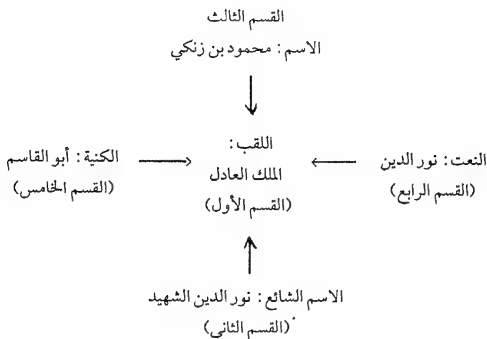 القسم الثالث
الاسم : محمود بن زنكي
اللقب :
الملك العادل
(القسم الأول)
النعت : نور الدين
(القسم الرابع)
الكنية : أبو القاسم
(القسم الخامس)
الاسم الشائع : نور الدين الشهيد
(القسم الثاني)